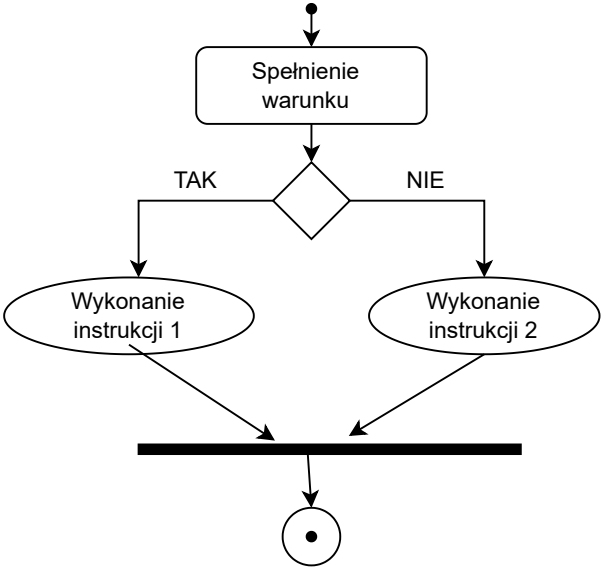 Spełnienie
warunku
TAK
NIE
Wykonanie
instrukcji 1
Wykonanie
instrukcji 2